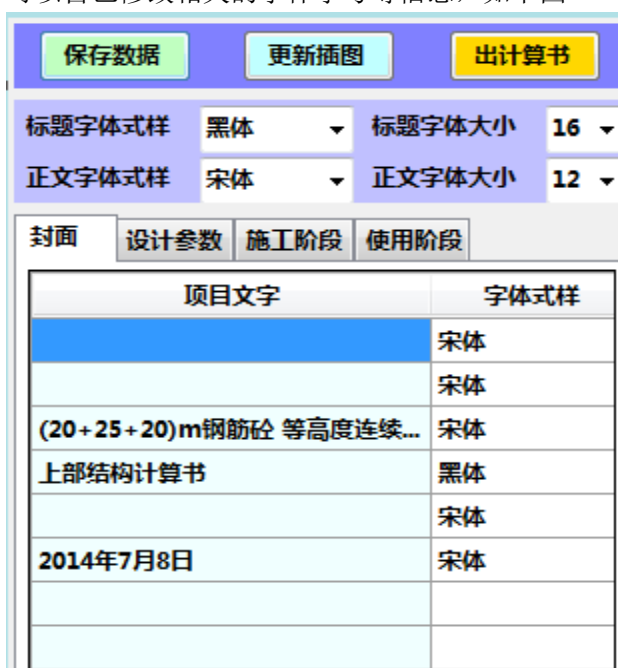 保存数据 更新插图 出计算书
标题字体式样 黑体 标题字体大小 16
正文字体式样 宋体 正文字体大小 12
封面 设计参数 施工阶段 使用阶段
项目文字 字体式样
宋体
宋体
(20+25+20)m钢筋砼 等高度连续... 宋体
上部结构计算书 黑体
宋体
2014年7月8日 宋体